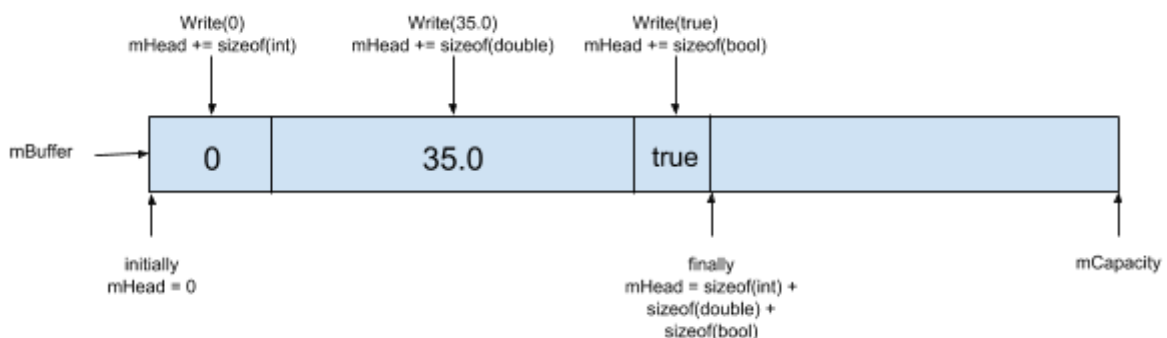 Write(0)
mHead += sizeof(int)
Write(35.0)
mHead += sizeof(double)
Write(true)
mHead += sizeof(bool)
mBuffer
0
35.0
true
initially
mHead = 0
finally
mHead = sizeof(int) +
sizeof(double) +
sizeof(bool)
mCapacity